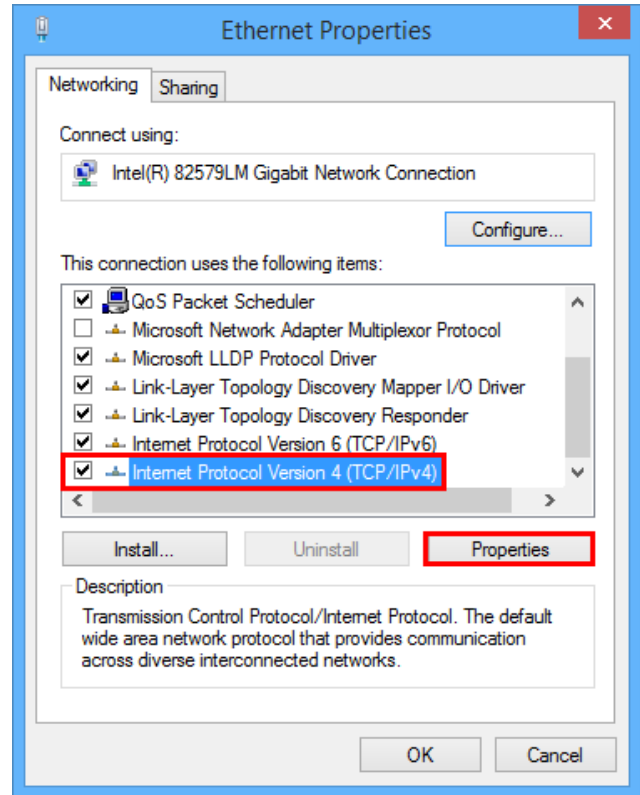 Ethernet Properties
Networking
Sharing
Connect using:
Intel(R) 82579LM Gigabit Network Connection
Configure...
This connection uses the following items:
QoS Packet Scheduler
Microsoft Network Adapter Multiplexor Protocol
Microsoft LLDP Protocol Driver
Link-Layer Topology Discovery Mapper I/O Driver
Link-Layer Topology Discovery Responder
Internet Protocol Version 6 (TCP/IPv6)
Internet Protocol Version 4 (TCP/IPv4)
Install...
Uninstall
Properties
Description
Transmission Control Protocol/Internet Protocol. The default
wide area network protocol that provides communication
across diverse interconnected networks.
OK
Cancel